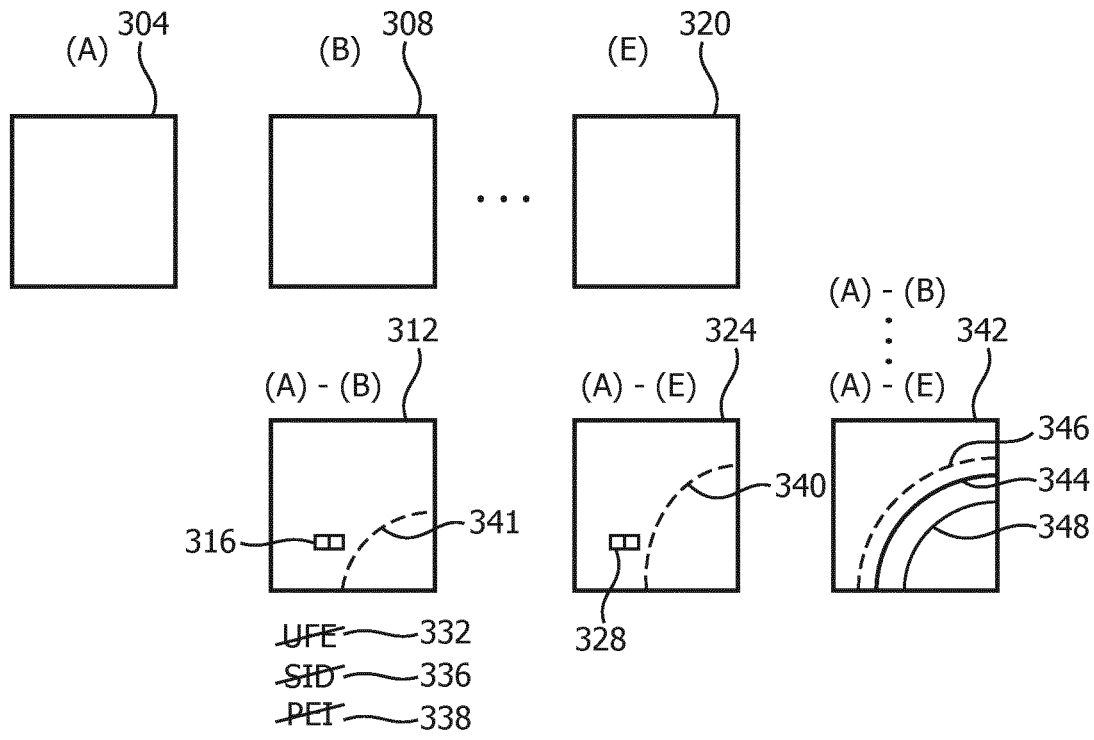 304 308 320
(A) (B) (E)
. . .
(A) - (B)
312 324 342
(A) - (B) (A) - (E) (A) - (E)
346
344
340
341
348
316
328
UFE 332
SID 336
PEI 338